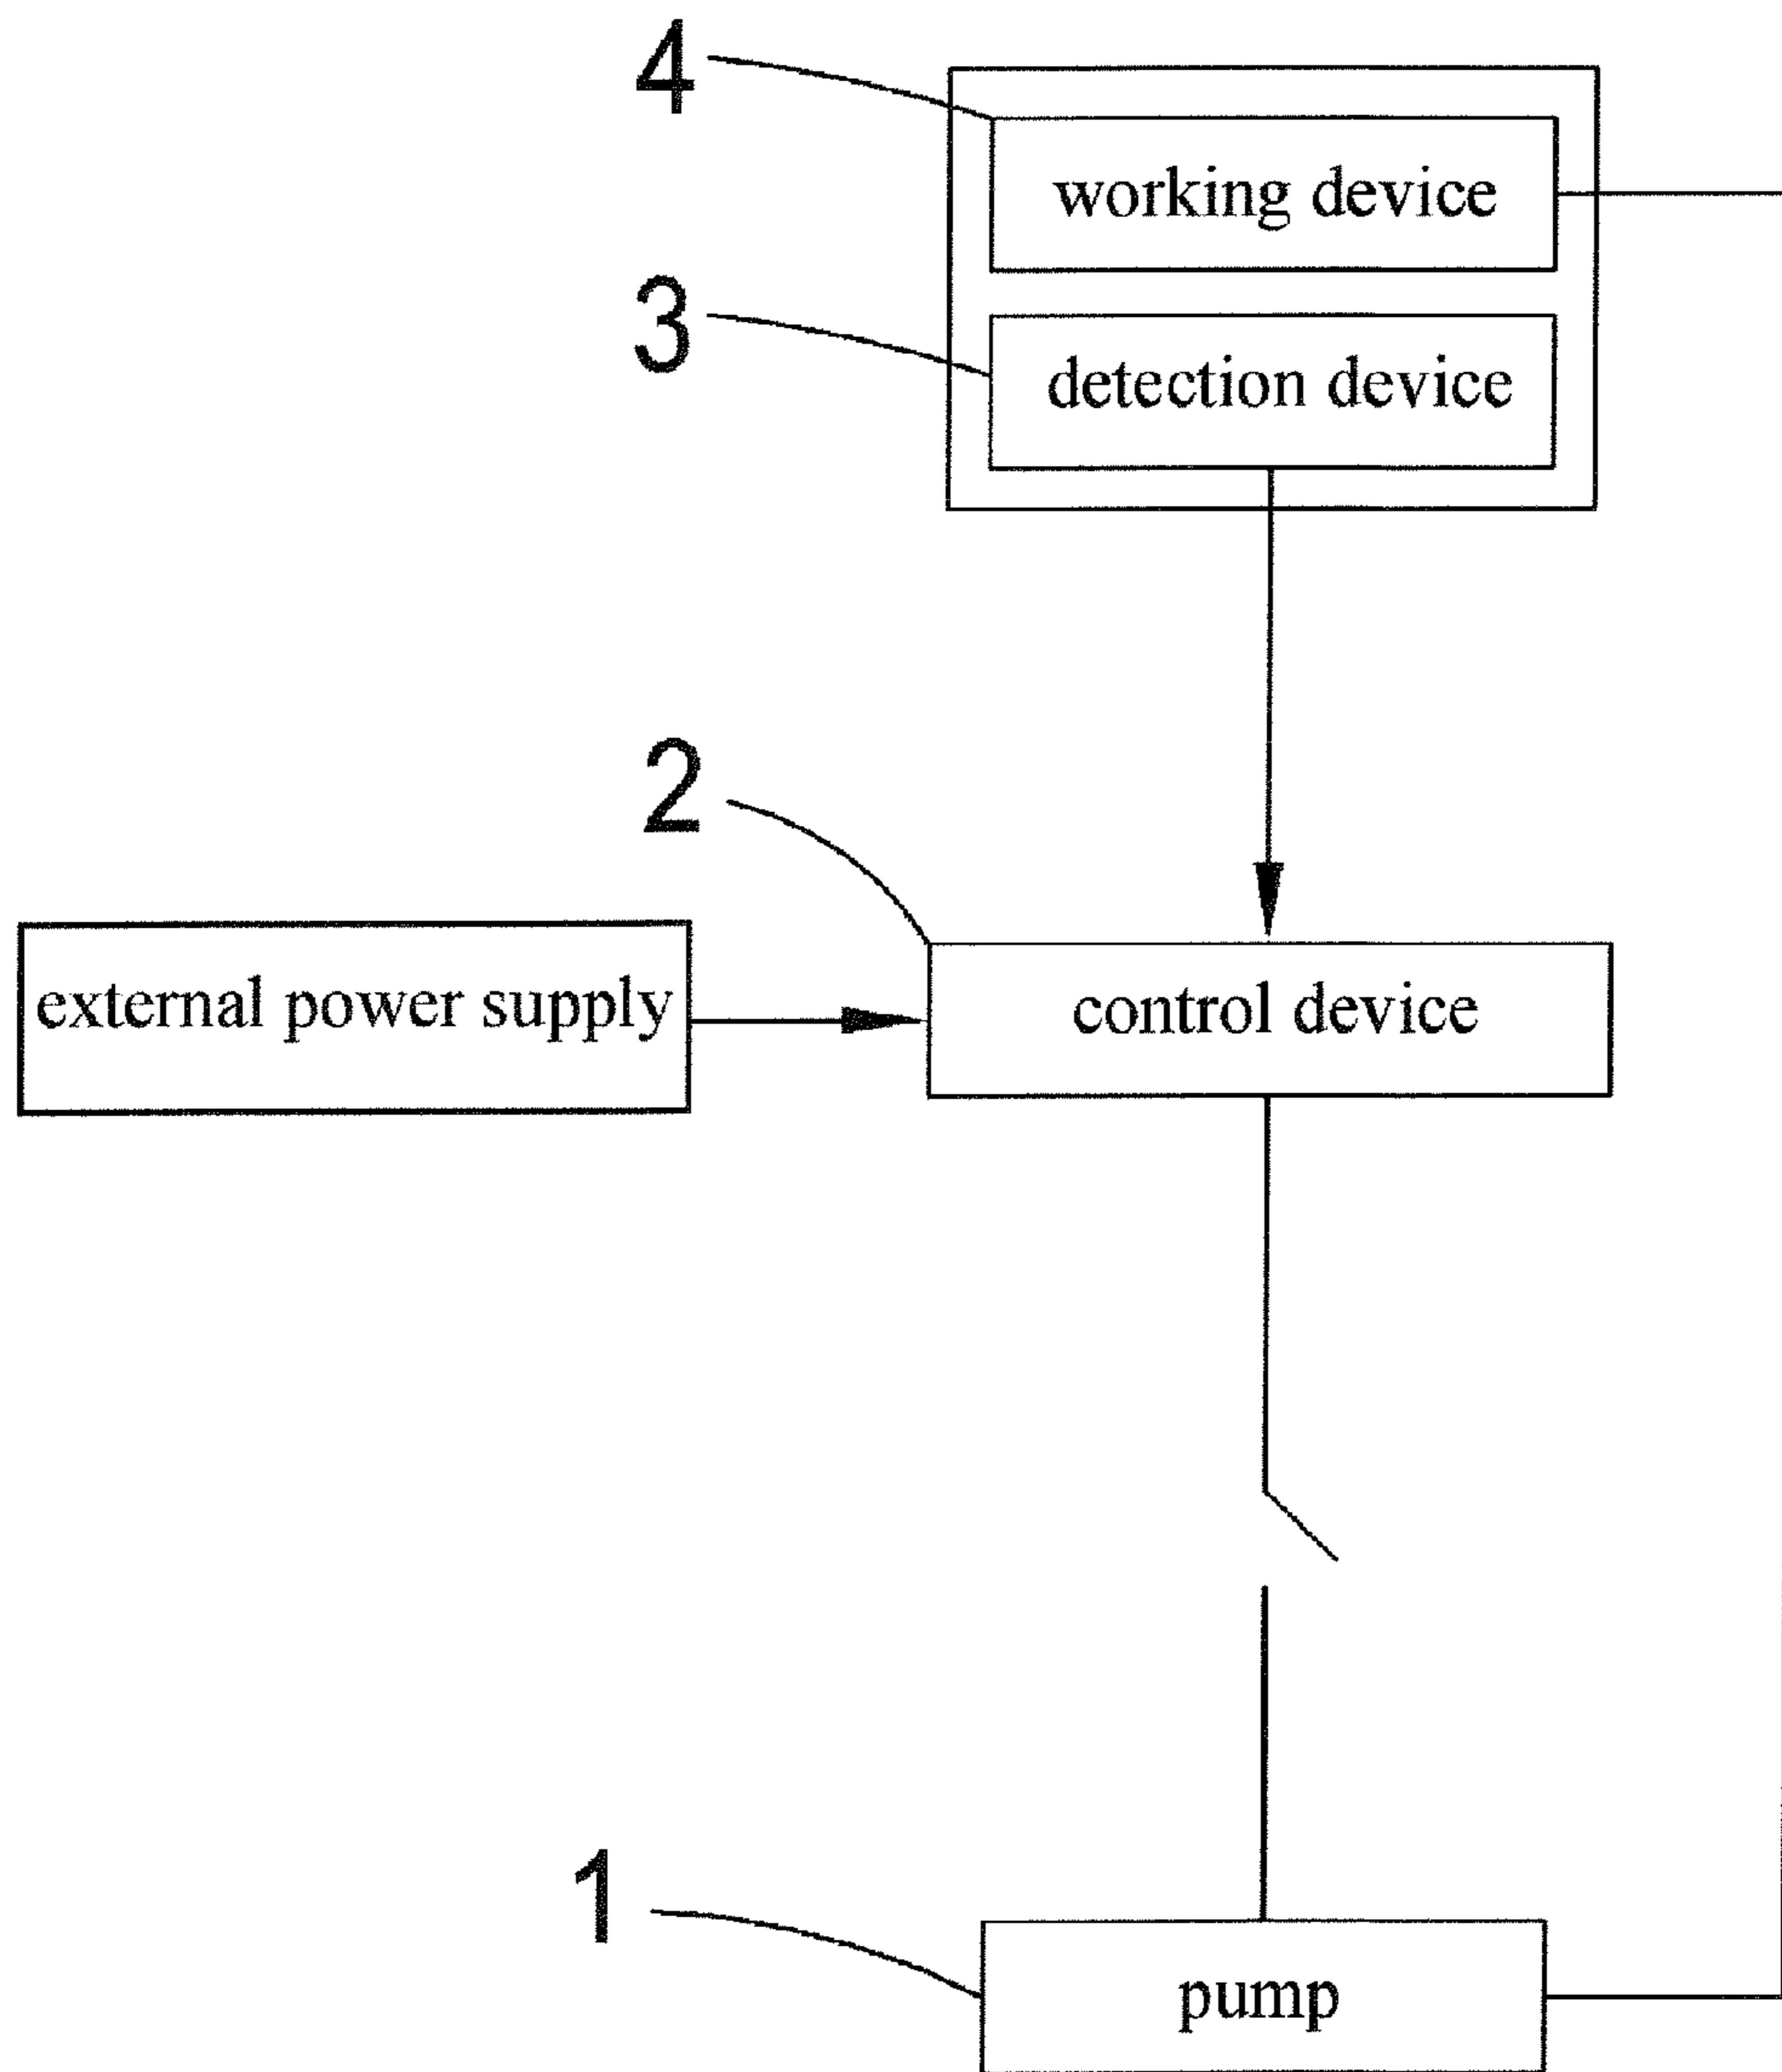 4
working device
3
detection device
2
external power supply
control device
1
pump